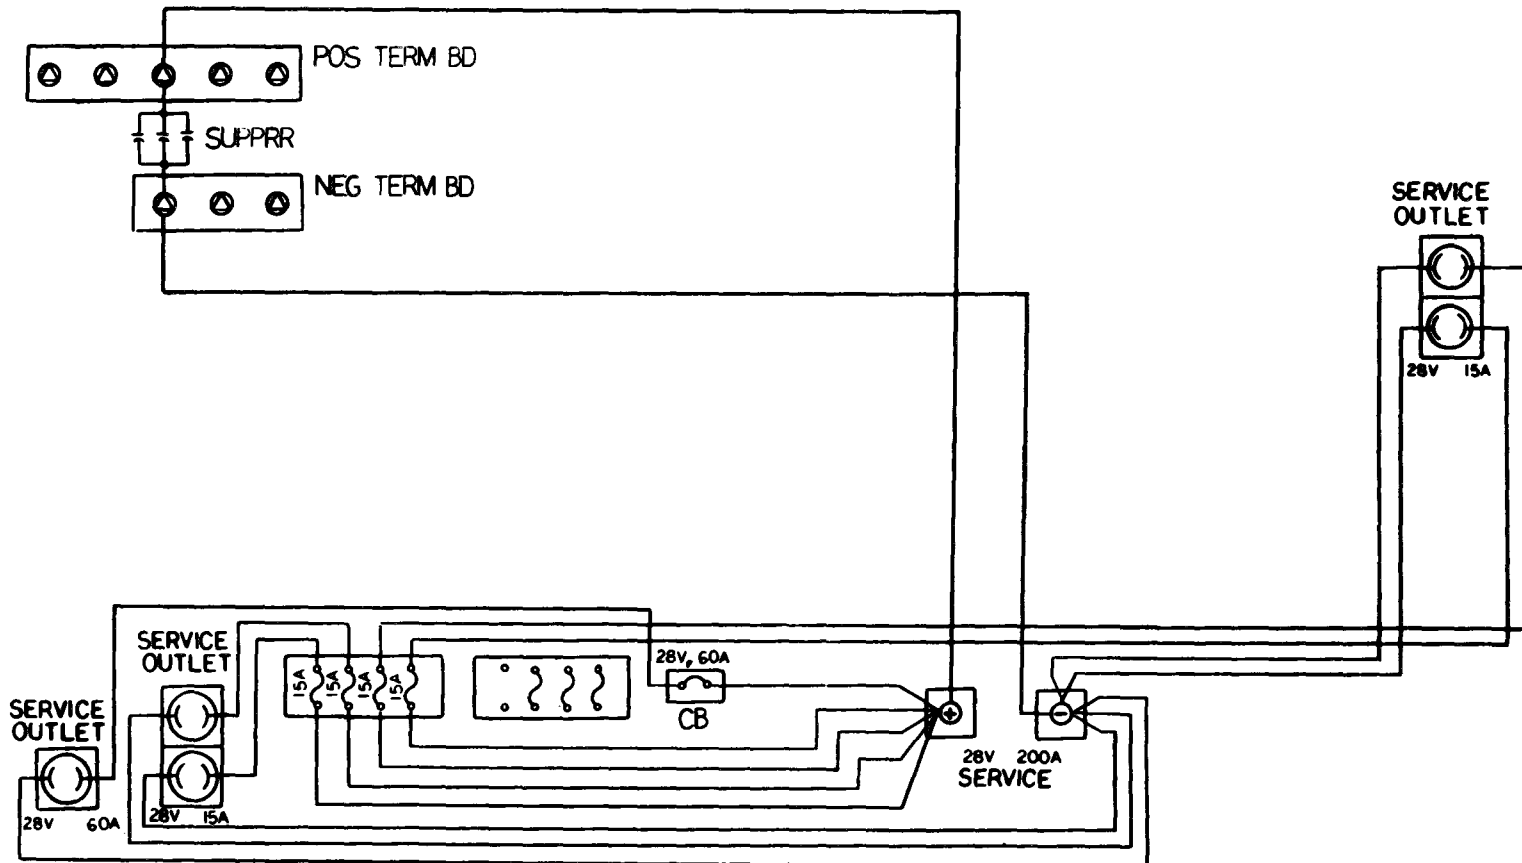 POS TERM BD
SUPPRR
NEG TERM BD
SERVICE
OUTLET
28V 15A
SERVICE
OUTLET
15A 15A 15A 15A
28V, 60A
CB
SERVICE
OUTLET
28V 60A
28V 15A
+
−
28V 200A
SERVICE